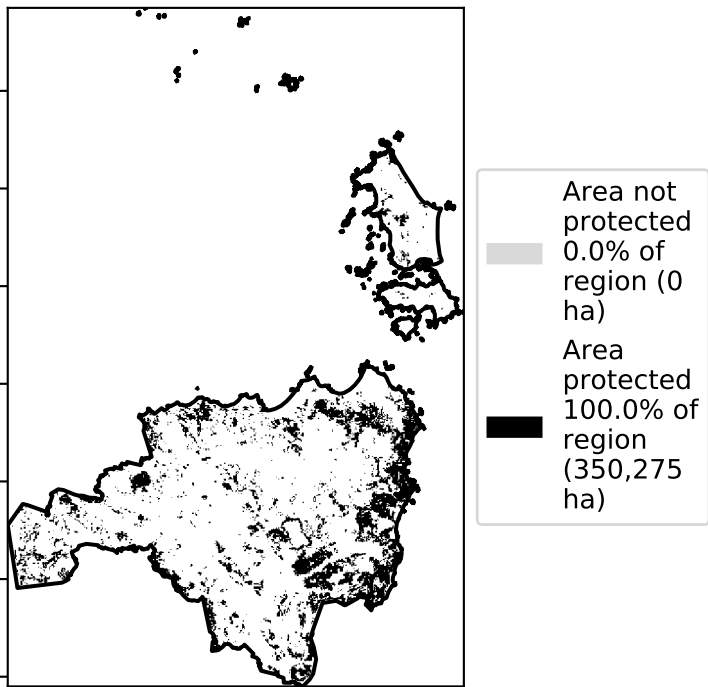 Area not
protected
0.0% of
region (0
ha)
Area
protected
100.0% of
region
(350,275
ha)